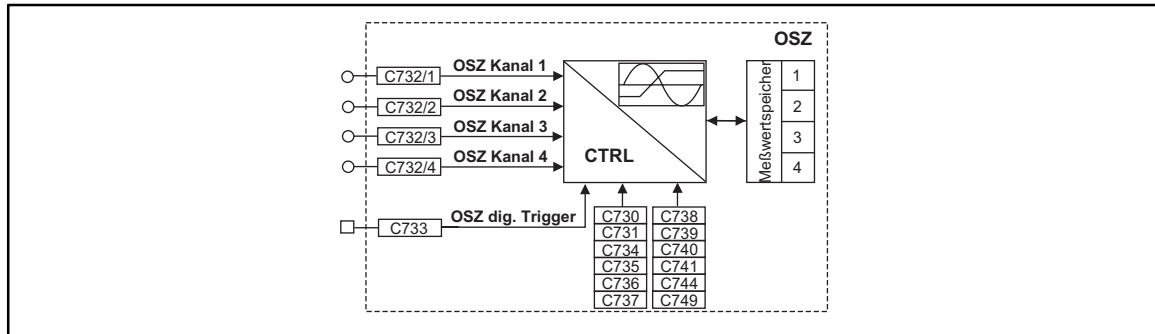 OSZ
C732/1 OSZ Kanal 1
C732/2 OSZ Kanal 2
C732/3 OSZ Kanal 3
C732/4 OSZ Kanal 4
CTRL
Meßwertspeicher
1
2
3
4
C733 OSZ dig. Trigger
C730 C738
C731 C739
C734 C740
C735 C741
C736 C744
C737 C749